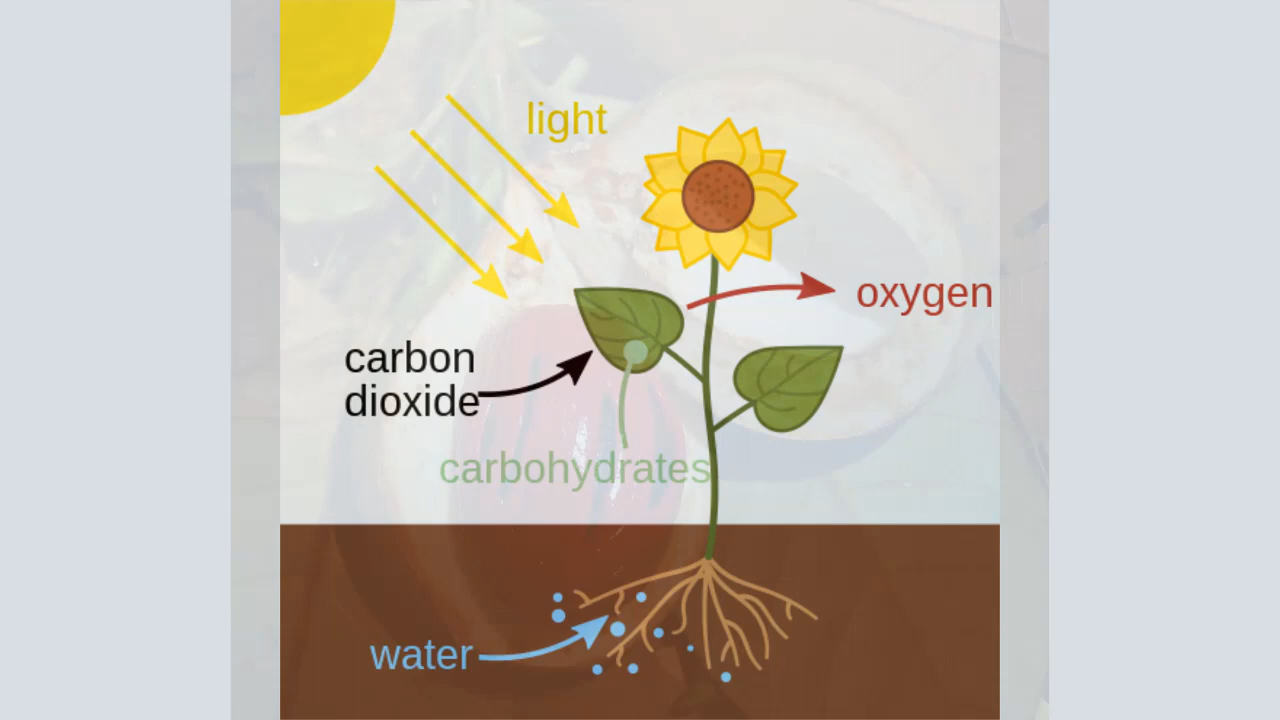 light
oxygen
carbon
dioxide
carbohydrates
water